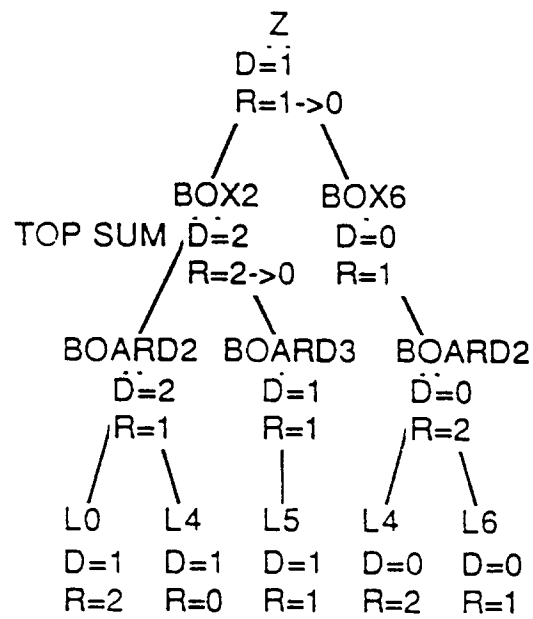 Z
D=1
R=1->0
BOX2 BOX6
TOP SUM D=2 D=0
R=2->0 R=1
BOARD2 BOARD3 BOARD2
D=2 D=1 D=0
R=1 R=1 R=2
L0 L4 L5 L4 L6
D=1 D=1 D=1 D=0 D=0
R=2 R=0 R=1 R=2 R=1